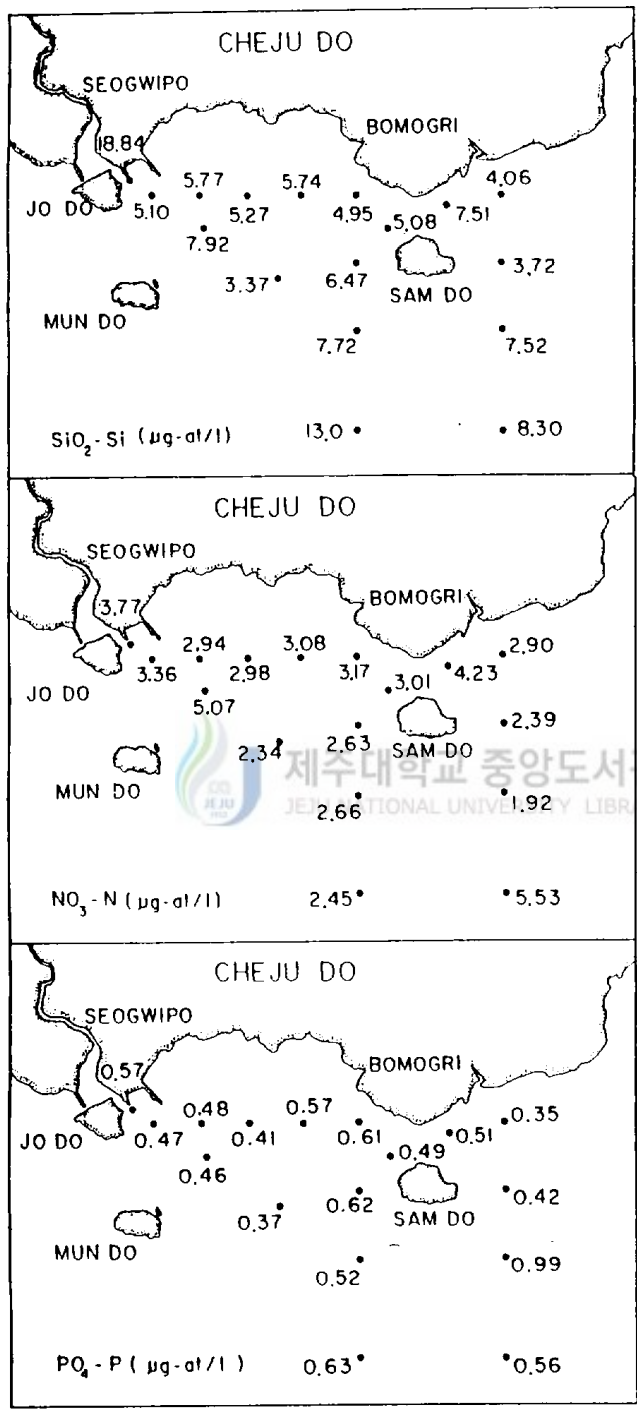 CHEJU DO
SEOGWIPO
BOMOGRI
18.84
4.06
5.77
5.74
JO DO
5.10
5.27
4.95
5.08
7.51
7.92
3.37
6.47
3.72
SAM DO
MUN DO
7.72
7.52
SiO₂-Si (μg-at/l)
13.0
8.30
CHEJU DO
SEOGWIPO
BOMOGRI
3.77
2.94
3.08
2.90
3.36
2.98
3.17
3.01
4.23
JO DO
5.07
2.39
2.34
2.63
SAM DO
제주대학교 중앙도서
JEJU
1952
JEJU NATIONAL UNIVERSITY LIBR
MUN DO
2.66
1.92
NO₃-N (μg-at/l)
2.45
5.53
CHEJU DO
SEOGWIPO
BOMOGRI
0.57
0.48
0.57
0.35
JO DO
0.47
0.41
0.61
0.49
0.51
0.46
0.37
0.62
0.42
SAM DO
MUN DO
0.52
0.99
PO₄-P (μg-at/l)
0.63
0.56